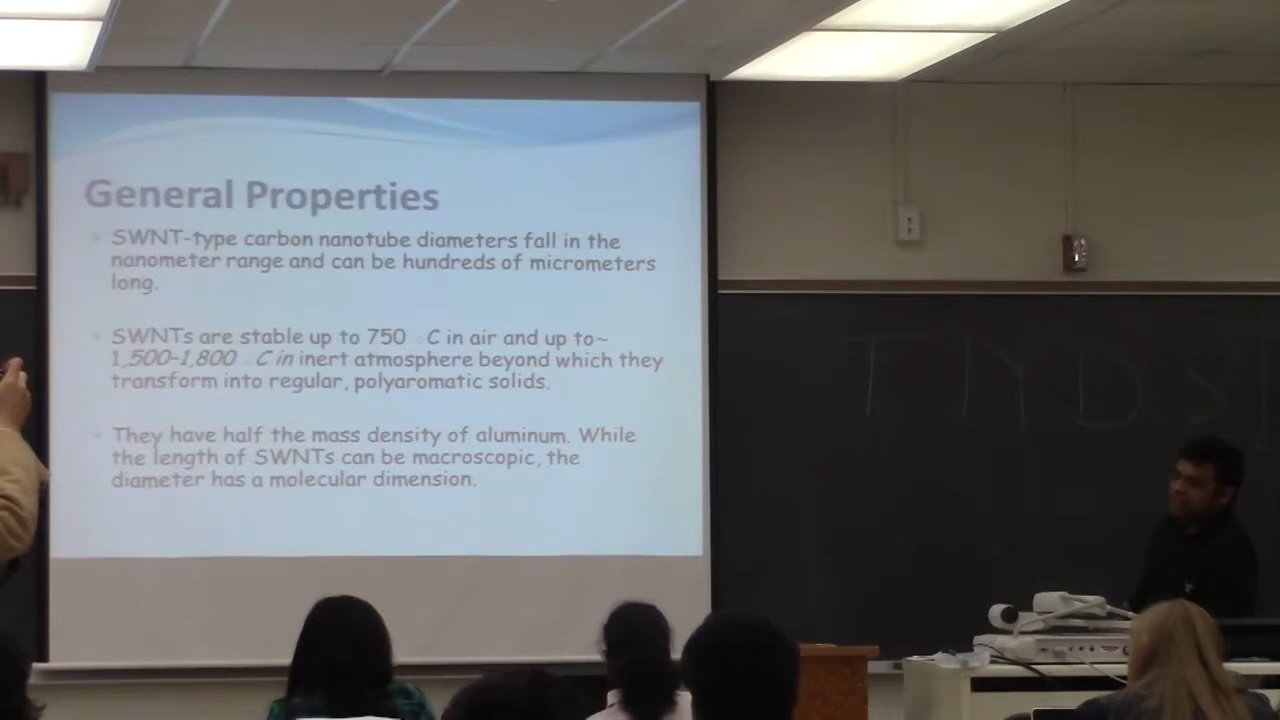 General Properties
SWNT-type carbon nanotube diameters fall in the
nanometer range and can be hundreds of micrometers
long.
SWNTs are stable up to 750 °C in air and up to~
1,500-1,800 °C in inert atmosphere beyond which they
transform into regular, polyaromatic solids.
They have half the mass density of aluminum. While
the length of SWNTs can be macroscopic, the
diameter has a molecular dimension.